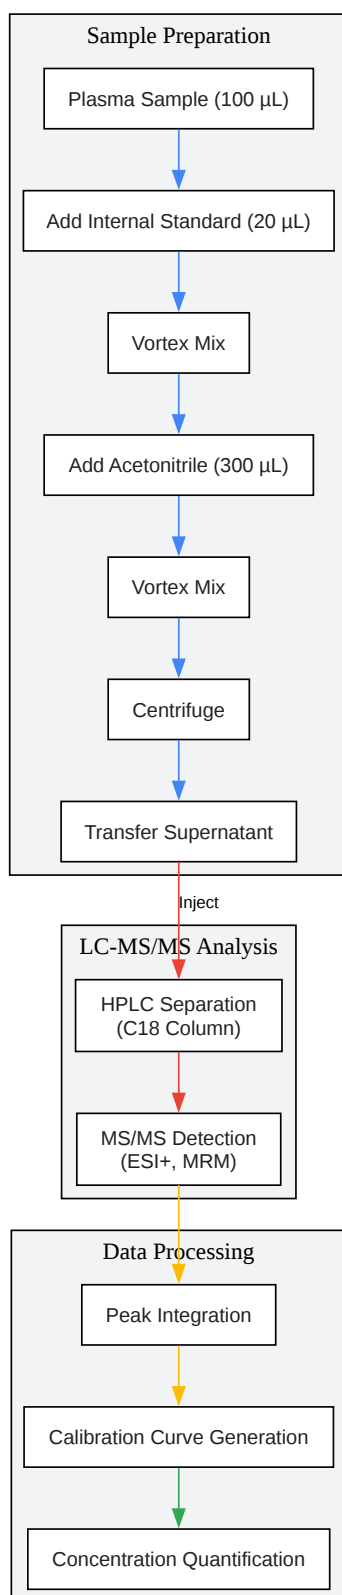 Sample Preparation
Plasma Sample (100 µL)
Add Internal Standard (20 µL)
Vortex Mix
Add Acetonitrile (300 µL)
Vortex Mix
Centrifuge
Transfer Supernatant
Inject
LC-MS/MS Analysis
HPLC Separation
(C18 Column)
MS/MS Detection
(ESI+, MRM)
Data Processing
Peak Integration
Calibration Curve Generation
Concentration Quantification